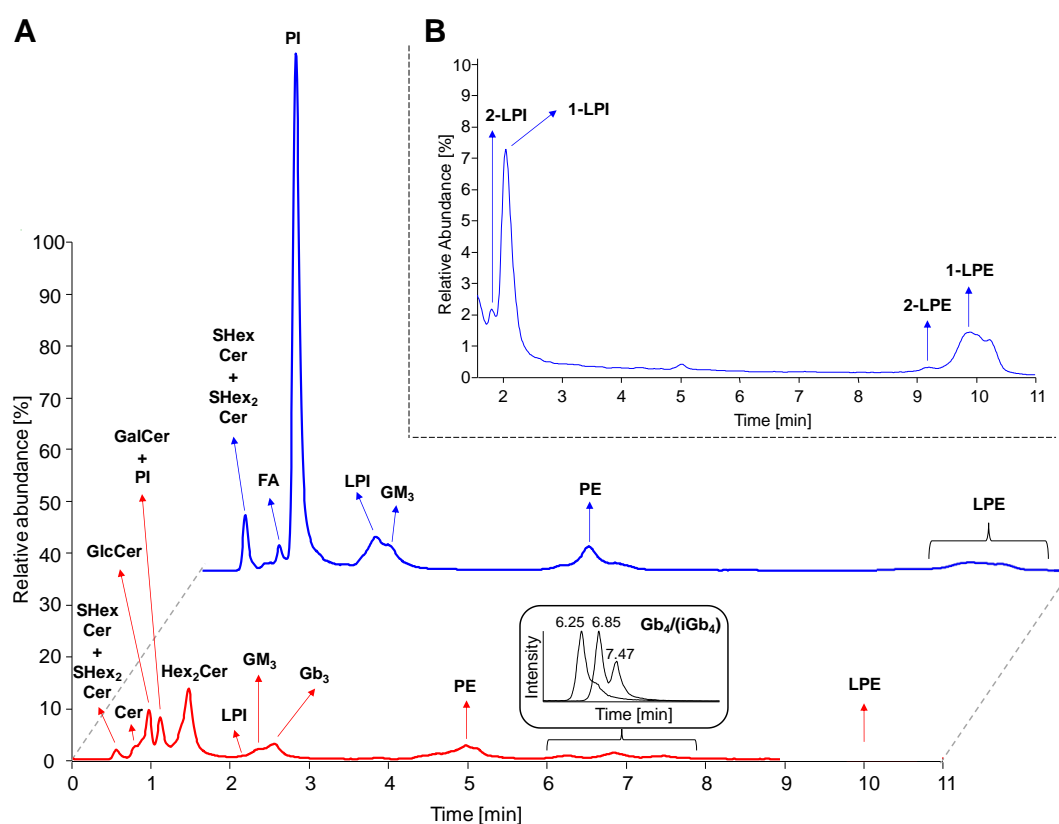 A
PI
SHex
Cer
+
SHex₂
Cer
FA
LPI
GM₃
PE
LPE
GalCer
+
PI
GlcCer
SHex
Cer
+
SHex₂
Cer
Cer
Hex₂Cer
LPI
GM₃
Gb₃
PE
LPE
Relative abundance [%]
100
90
80
70
60
50
40
30
20
10
0
0 1 2 3 4 5 6 7 8 9 10 11
Time [min]
6.25 6.85 Gb₄/(iGb₄)
7.47
Intensity
Time [min]
B
2-LPI
1-LPI
2-LPE
1-LPE
Relative Abundance [%]
10
9
8
7
6
5
4
3
2
1
0
2 3 4 5 6 7 8 9 10 11
Time [min]